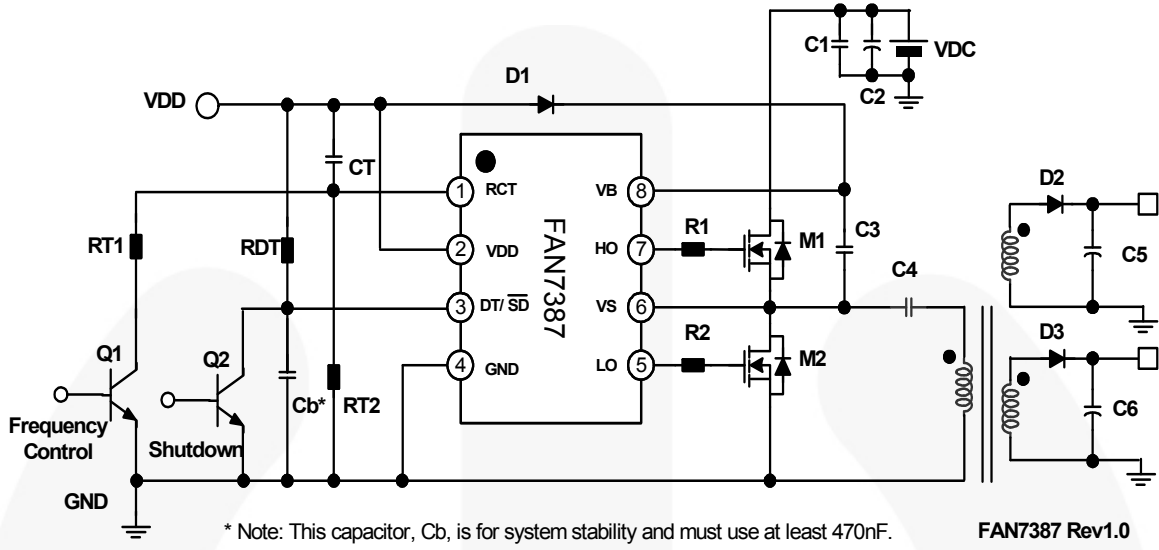 C1
VDC
C2
D1
VDD
CT
1
RCT
VB
8
D2
RT1
RDT
2
VDD
HO
7
R1
M1
C3
C5
FAN7387
C4
3
DT/ SD
VS
6
Q1
Q2
R2
D3
4
GND
LO
5
M2
Cb*
RT2
C6
Frequency
Control
Shutdown
GND
* Note: This capacitor, Cb, is for system stability and must use at least 470nF.
FAN7387 Rev1.0